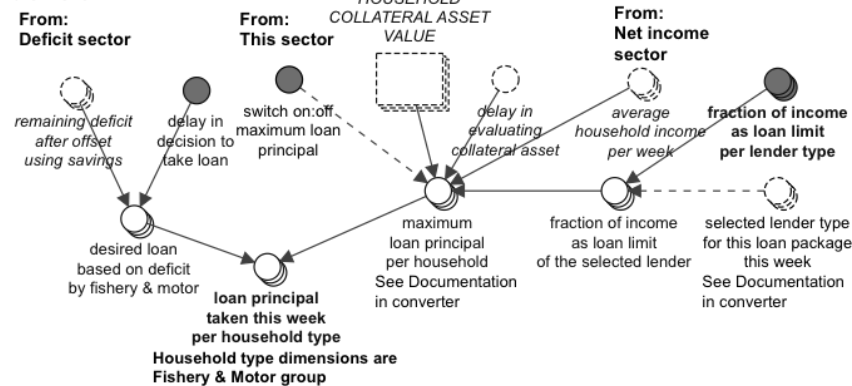 From:
Deficit sector
From:
This sector
HOUSEHOLD
COLLATERAL ASSET
VALUE
From:
Net income
sector
remaining deficit
after offset
using savings
delay in
decision to
take loan
switch on:off
maximum loan
principal
delay in
evaluating
collateral asset
average
household income
per week
fraction of income
as loan limit
per lender type
desired loan
based on deficit
by fishery & motor
loan principal
taken this week
per household type
Household type dimensions are
Fishery & Motor group
maximum
loan principal
per household
See Documentation
in converter
fraction of income
as loan limit
of the selected lender
selected lender type
for this loan package
this week
See Documentation
in converter